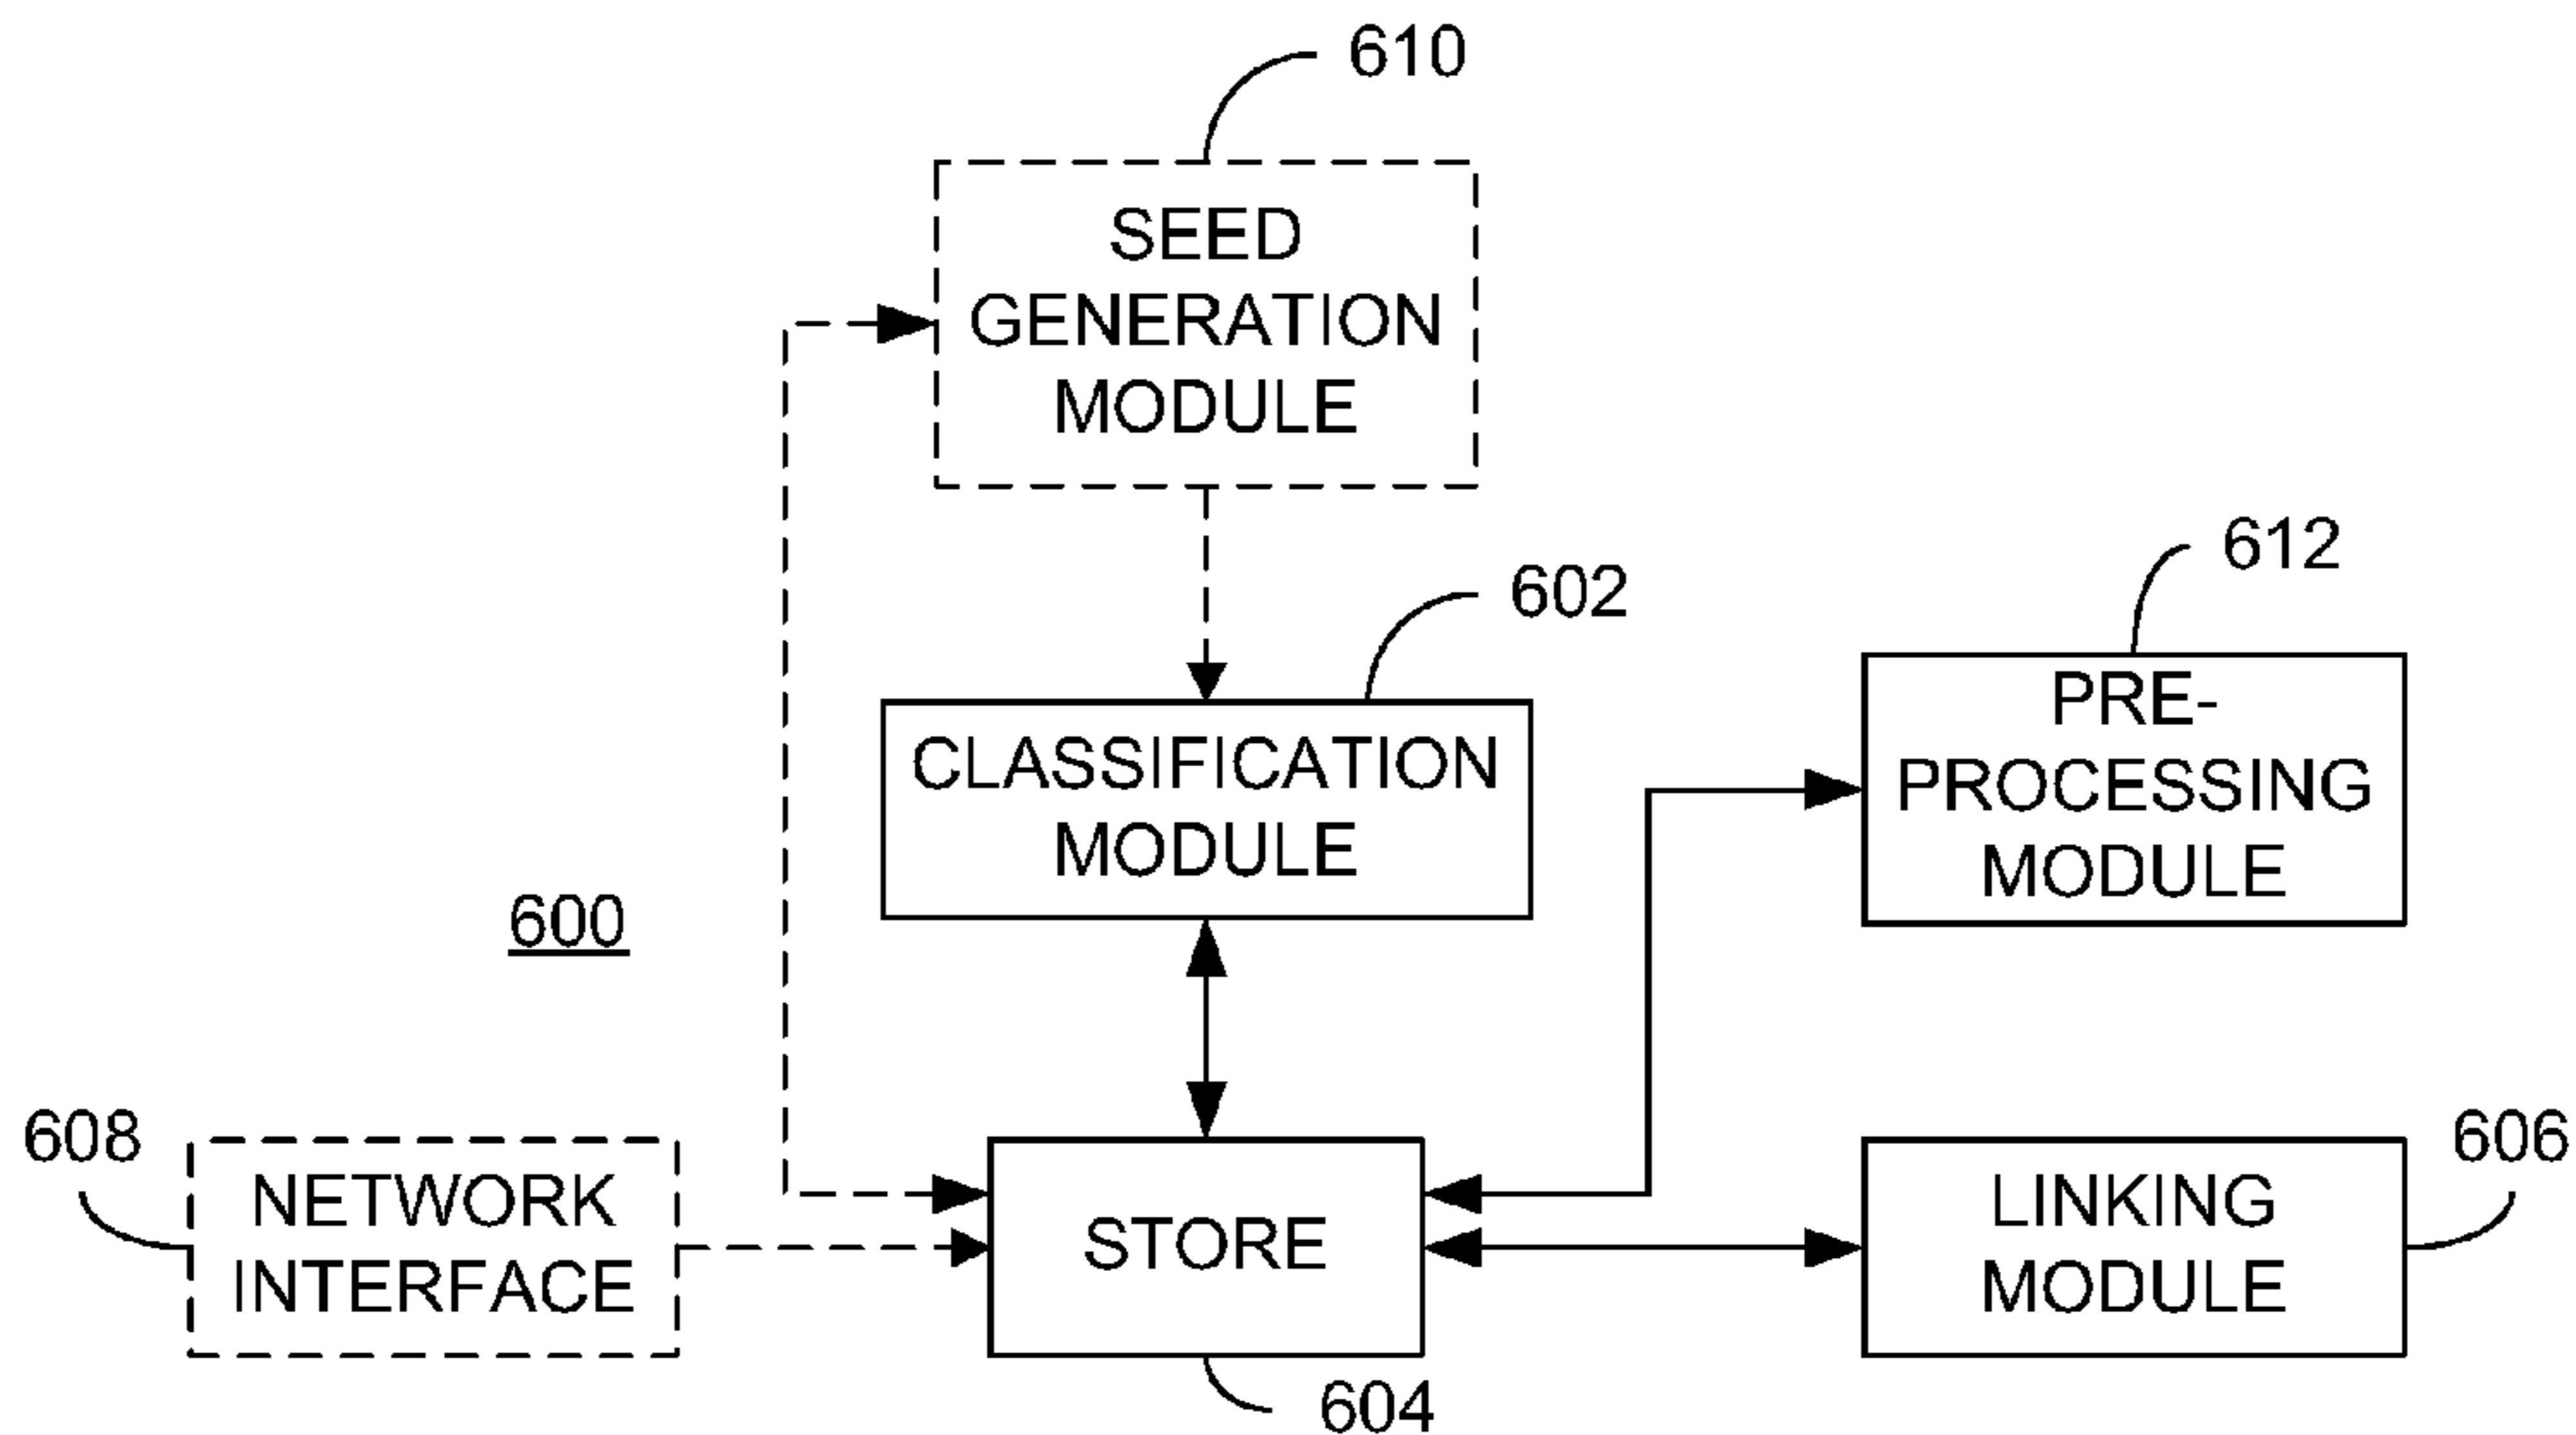 610
SEED
GENERATION
MODULE
602
CLASSIFICATION
MODULE
612
PRE-
PROCESSING
MODULE
600
608
NETWORK
INTERFACE
STORE
604
LINKING
MODULE
606